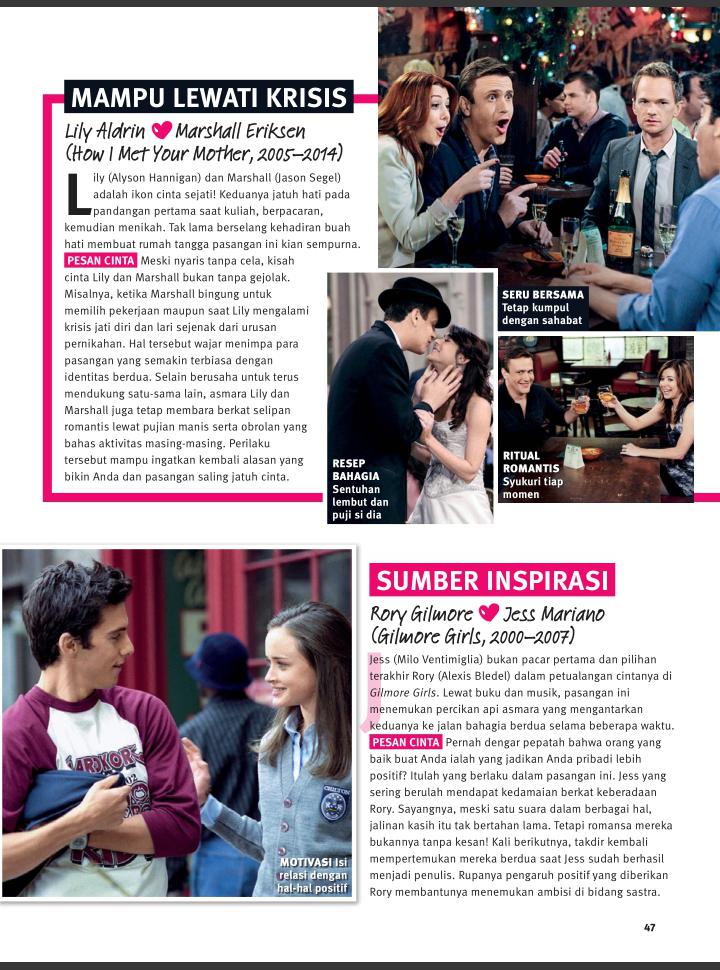 MAMPU LEWATI KRISIS
Lily Aldrin Marshall Eriksen
(How I Met Your Mother, 2005–2014)
Lily (Alyson Hannigan) dan Marshall (Jason Segel)
adalah ikon cinta sejati! Keduanya jatuh hati pada
pandangan pertama saat kuliah, berpacaran,
kemudian menikah. Tak lama berselang kehadiran buah
hati membuat rumah tangga pasangan ini kian sempurna.
PESAN CINTA Meski nyaris tanpa cela, kisah
cinta Lily dan Marshall bukan tanpa gejolak.
Misalnya, ketika Marshall bingung untuk
memilih pekerjaan maupun saat Lily mengalami
krisis jati diri dan lari sejenak dari urusan
pernikahan. Hal tersebut wajar menimpa para
pasangan yang semakin terbiasa dengan
identitas berdua. Selain berusaha untuk terus
mendukung satu-sama lain, asmara Lily dan
Marshall juga tetap membara berkat selipan
romantis lewat pujian manis serta obrolan yang
bahas aktivitas masing-masing. Perilaku
tersebut mampu ingatkan kembali alasan yang
bikin Anda dan pasangan saling jatuh cinta.
SERU BERSAMA
Tetap kumpul
dengan sahabat
RESEP
BAHAGIA
Sentuhan
lembut dan
puji si dia
RITUAL
ROMANTIS
Syukuri tiap
momen
SUMBER INSPIRASI
Rory Gilmore Jess Mariano
(Gilmore Girls, 2000–2007)
Jess (Milo Ventimiglia) bukan pacar pertama dan pilihan
terakhir Rory (Alexis Bledel) dalam petualangan cintanya di
Gilmore Girls. Lewat buku dan musik, pasangan ini
menemukan percikan api asmara yang mengantarkan
keduanya ke jalan bahagia berdua selama beberapa waktu.
PESAN CINTA Pernah dengar pepatah bahwa orang yang
baik buat Anda ialah yang jadikan Anda pribadi lebih
positif? Itulah yang berlaku dalam pasangan ini. Jess yang
sering berulah mendapat kedamaian berkat keberadaan
Rory. Sayangnya, meski satu suara dalam berbagai hal,
jalinan kasih itu tak bertahan lama. Tetapi romansa mereka
bukannya tanpa kesan! Kali berikutnya, takdir kembali
mempertemukan mereka berdua saat Jess sudah berhasil
menjadi penulis. Rupanya pengaruh positif yang diberikan
Rory membantunya menemukan ambisi di bidang sastra.
CHILTON
MOTIVASI Isi
relasi dengan
hal-hal positif
47